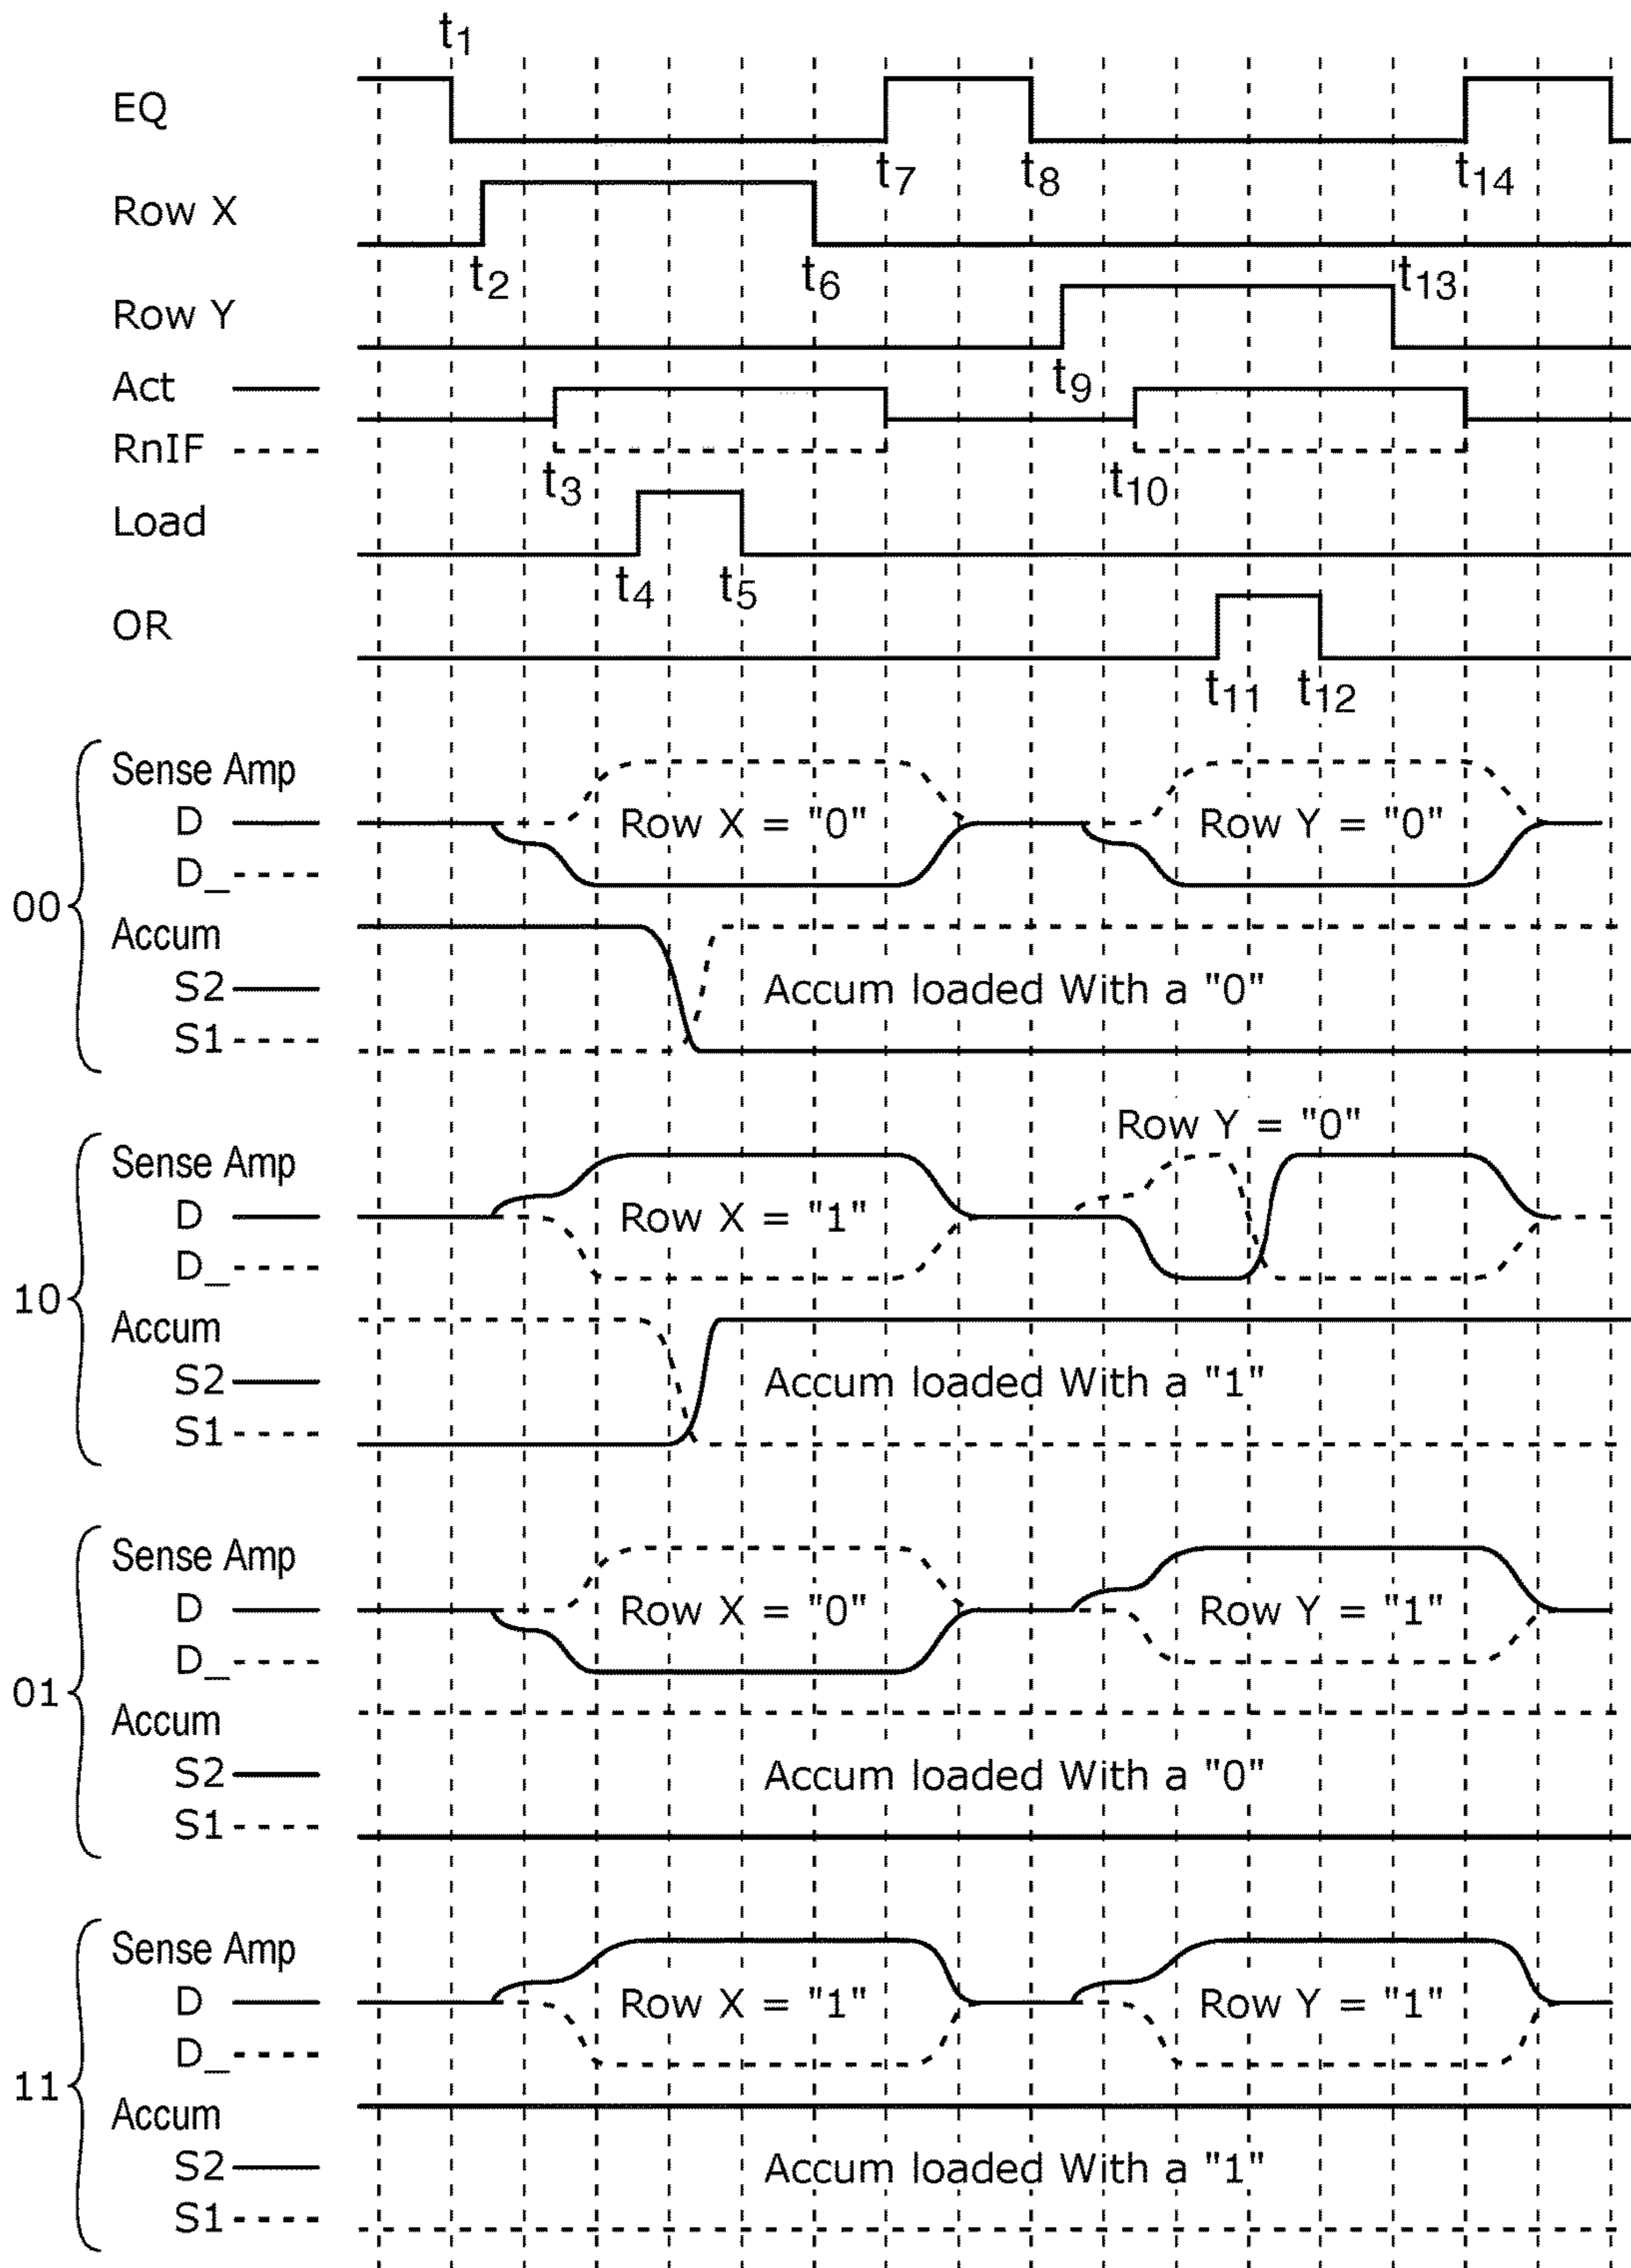 t1
EQ
t7 t8 t14
Row X
t2 t6 t13
Row Y
t9
Act
RnIF
t3 t10
Load
t4 t5
OR
t11 t12
00
Sense Amp
D Row X = "0" Row Y = "0"
D_
Accum
S2 Accum loaded With a "0"
S1
10
Row Y = "0"
Sense Amp
D Row X = "1"
D_
Accum
S2 Accum loaded With a "1"
S1
01
Sense Amp
D Row X = "0" Row Y = "1"
D_
Accum
S2 Accum loaded With a "0"
S1
11
Sense Amp
D Row X = "1" Row Y = "1"
D_
Accum
S2 Accum loaded With a "1"
S1